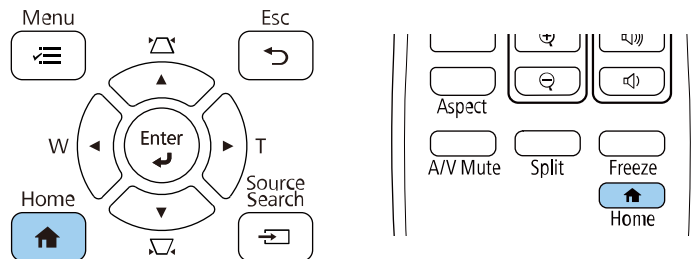 Menu
Esc
W
Enter
T
Home
Source
Search
Aspect
A/V Mute
Split
Freeze
Home